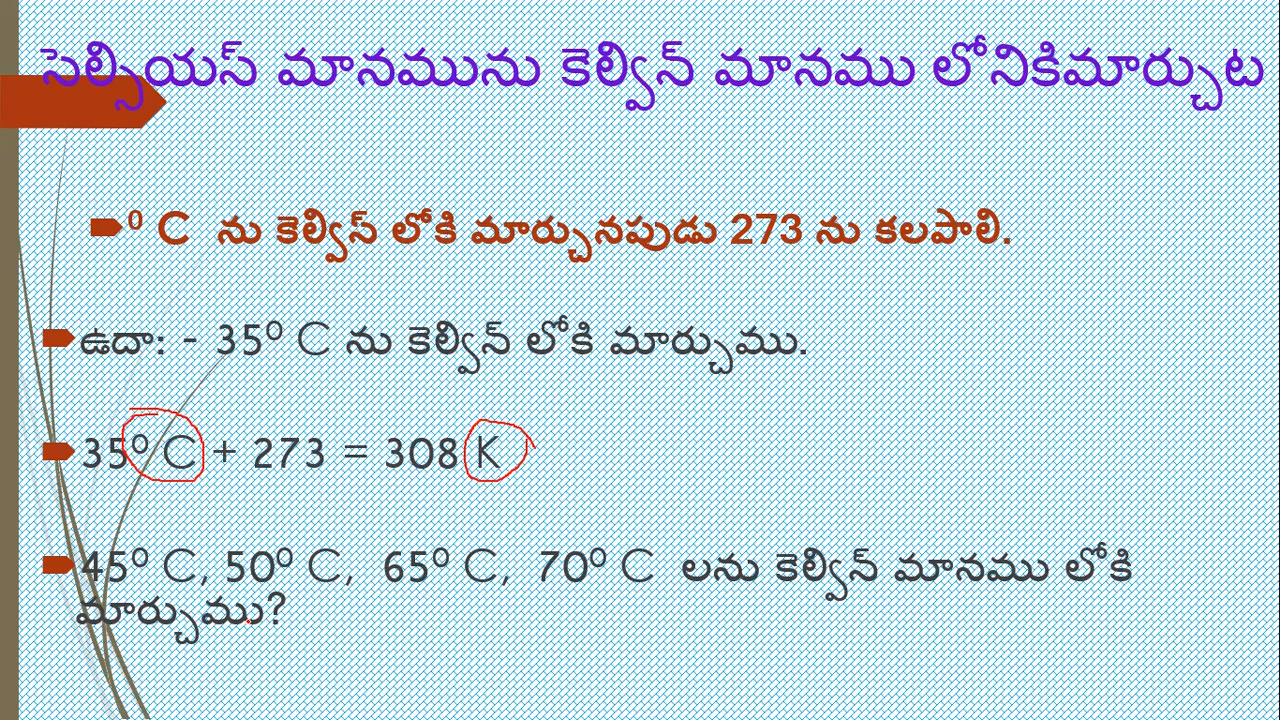 సెల్సియస్ మానమును కెల్విన్ మానము లోనికిమార్చుట
⁰ C ను కెల్విన్ లోకి మార్చునపుడు 273 ను కలపాలి.
ఉదా: - 35⁰ C ను కెల్విన్ లోకి మార్చుము.
35⁰ C + 273 = 308 K
45⁰ C, 50⁰ C, 65⁰ C, 70⁰ C లను కెల్విన్ మానము లోకి
మార్చుము?